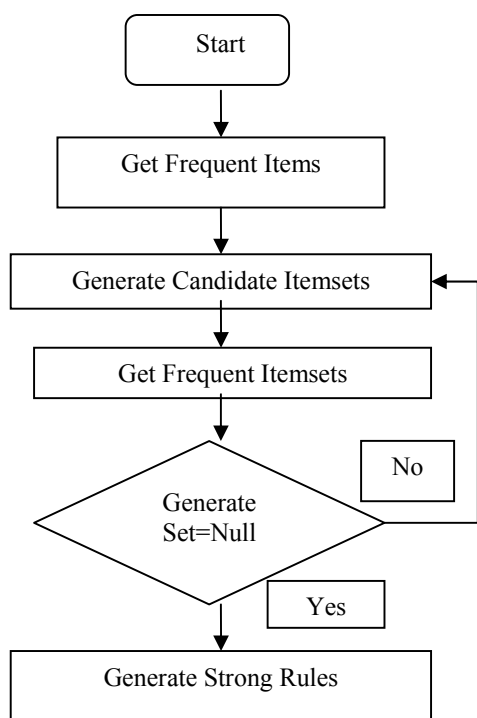 Start
Get Frequent Items
Generate Candidate Itemsets
Get Frequent Itemsets
No
Generate
Set=Null
Yes
Generate Strong Rules